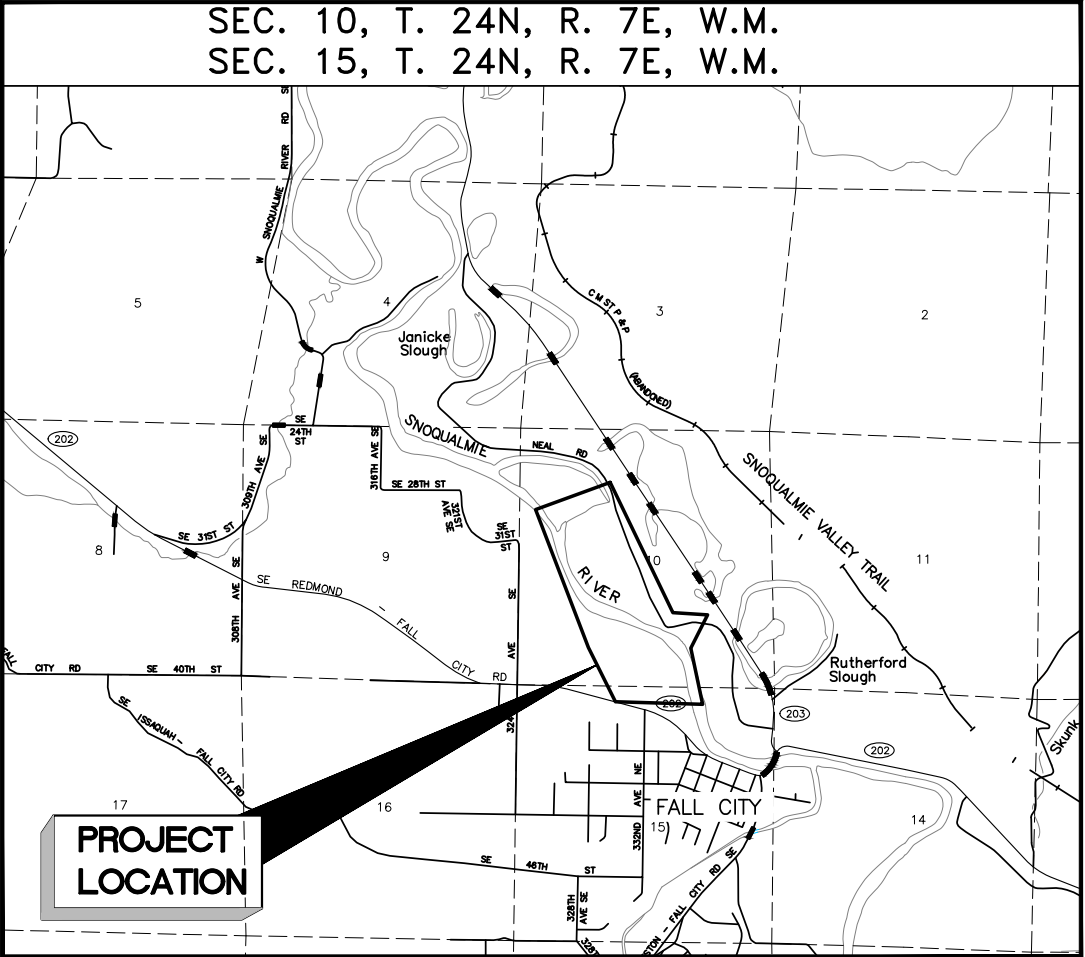 SEC. 10, T. 24N, R. 7E, W.M.
SEC. 15, T. 24N, R. 7E, W.M.
W SNOQUALMIE RIVER RD
5
4
3
2
C M ST P & P
(ABANDONED)
Janicke
Slough
202
SE
24TH
ST
SNOQUALMIE
NEAL RD
309TH AVE SE
316TH AVE SE
SE 28TH ST
321ST
AVE SE
SE
31ST
ST
SE 31ST ST
SNOQUALMIE VALLEY TRAIL
8
9
10
11
RIVER
SE REDMOND - FALL CITY RD
308TH AVE SE
SE
AVE
324
FALL CITY RD
SE 40TH ST
Rutherford
Slough
202
203
202
SE ISSAQUAH - FALL CITY RD
Skunk
332ND AVE NE
FALL CITY
17
16
15
14
PROJECT
LOCATION
SE 46TH ST
328TH
AVE SE
328T
STON - FALL CITY RD SE